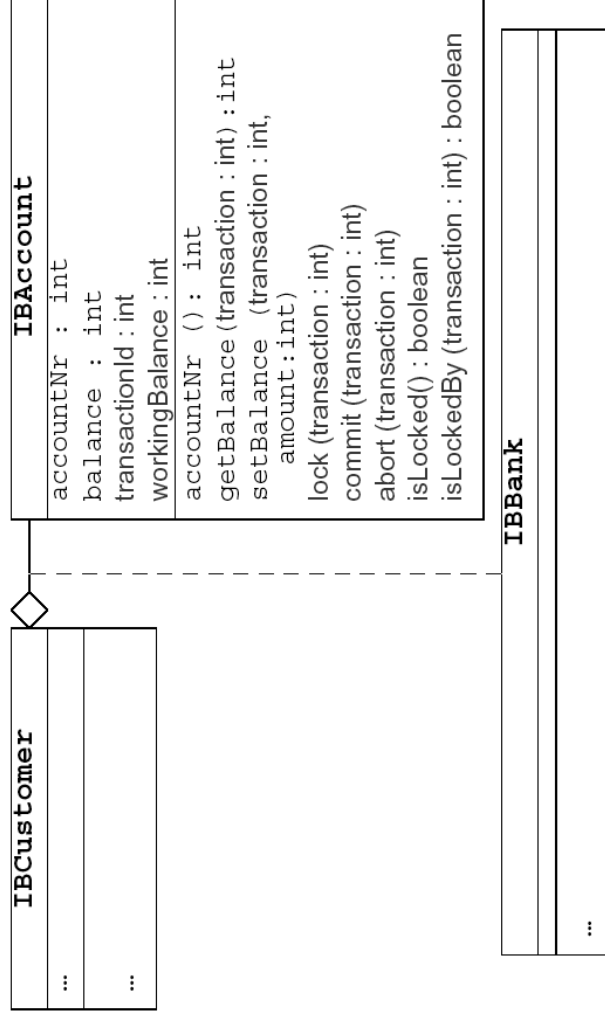 IBCustomer
...
...
IBAccount
accountNr : int
balance : int
transactionId : int
workingBalance : int
accountNr () : int
getBalance (transaction : int) : int
setBalance (transaction : int,
amount:int)
lock (transaction : int)
commit (transaction : int)
abort (transaction : int)
isLocked() : boolean
isLockedBy (transaction : int) : boolean
IBBank
...